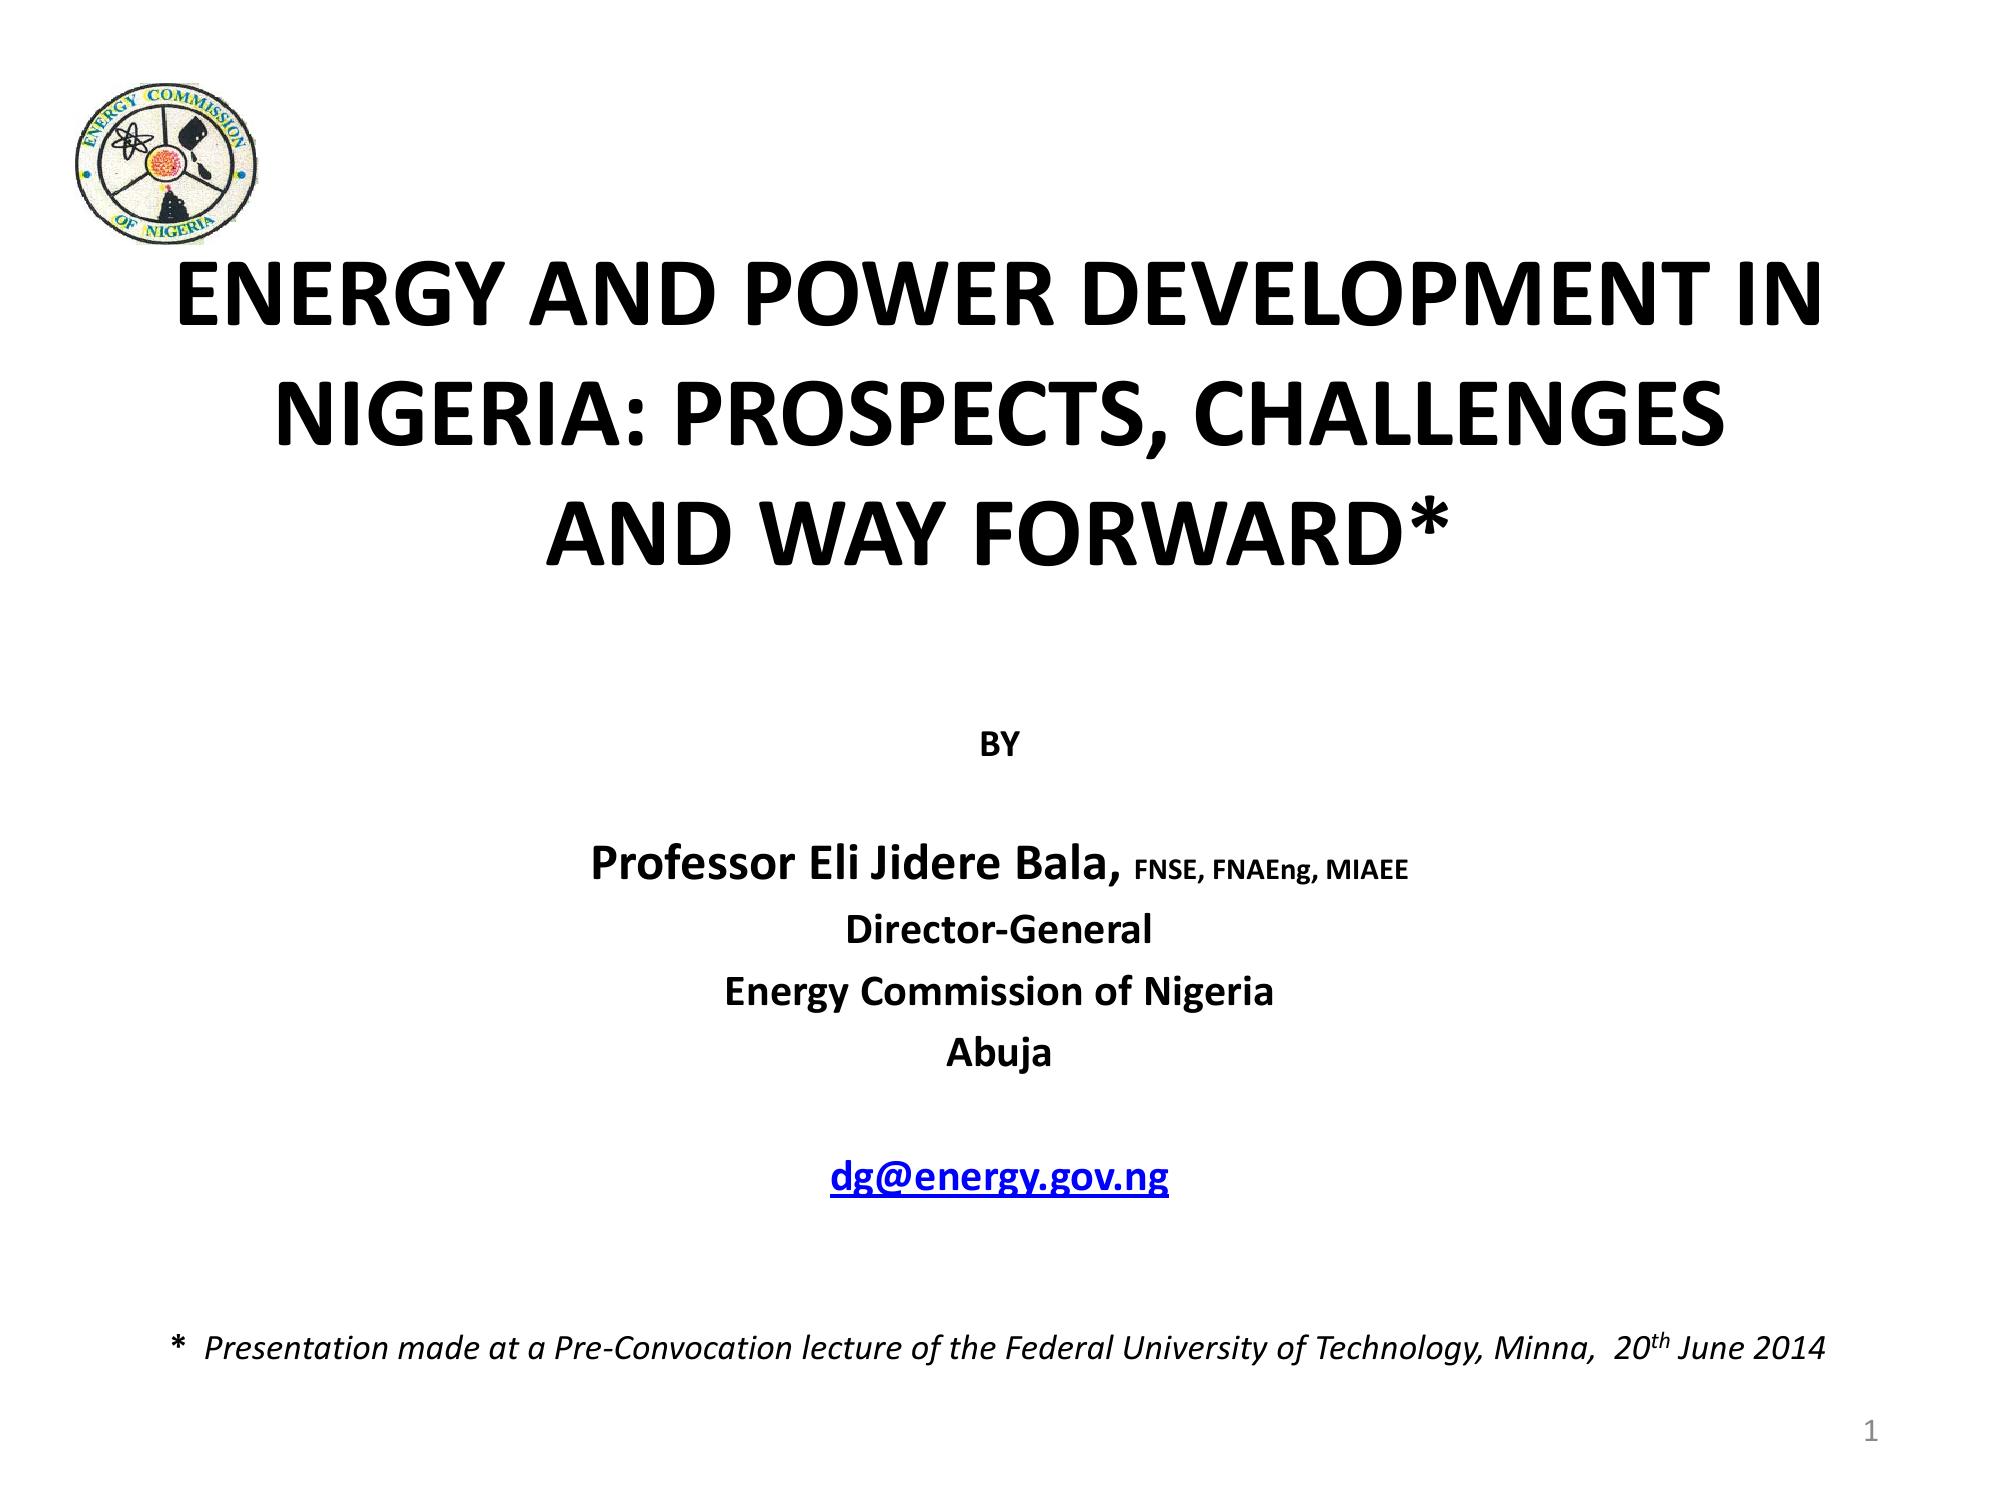 ENERGY COMMISSION
OF NIGERIA
ENERGY AND POWER DEVELOPMENT IN
NIGERIA: PROSPECTS, CHALLENGES
AND WAY FORWARD*
BY
Professor Eli Jidere Bala, FNSE, FNAEng, MIAEE
Director-General
Energy Commission of Nigeria
Abuja
dg@energy.gov.ng
* Presentation made at a Pre-Convocation lecture of the Federal University of Technology, Minna, 20th June 2014
1